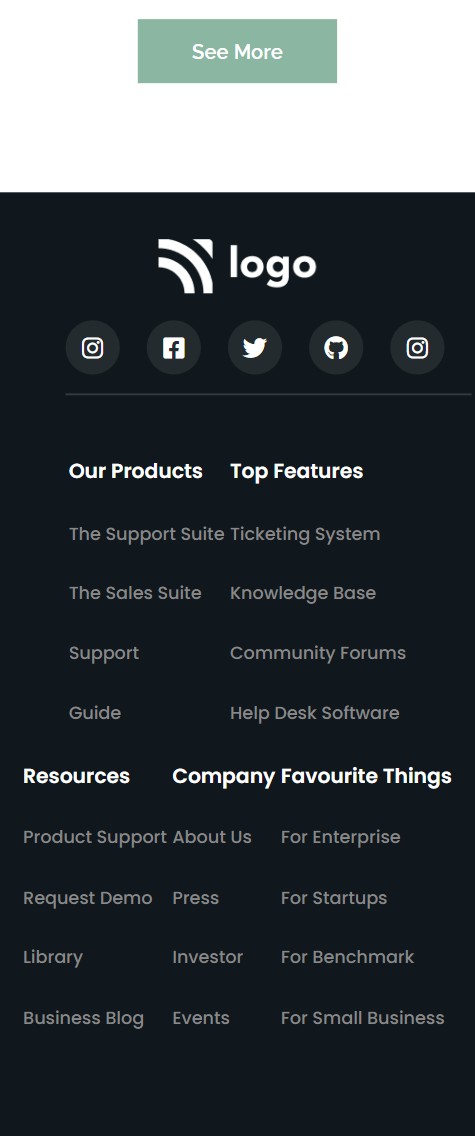 See More
logo
Our Products Top Features
The Support Suite Ticketing System
The Sales Suite Knowledge Base
Support Community Forums
Guide Help Desk Software
Resources Company Favourite Things
Product Support About Us For Enterprise
Request Demo Press For Startups
Library Investor For Benchmark
Business Blog Events For Small Business